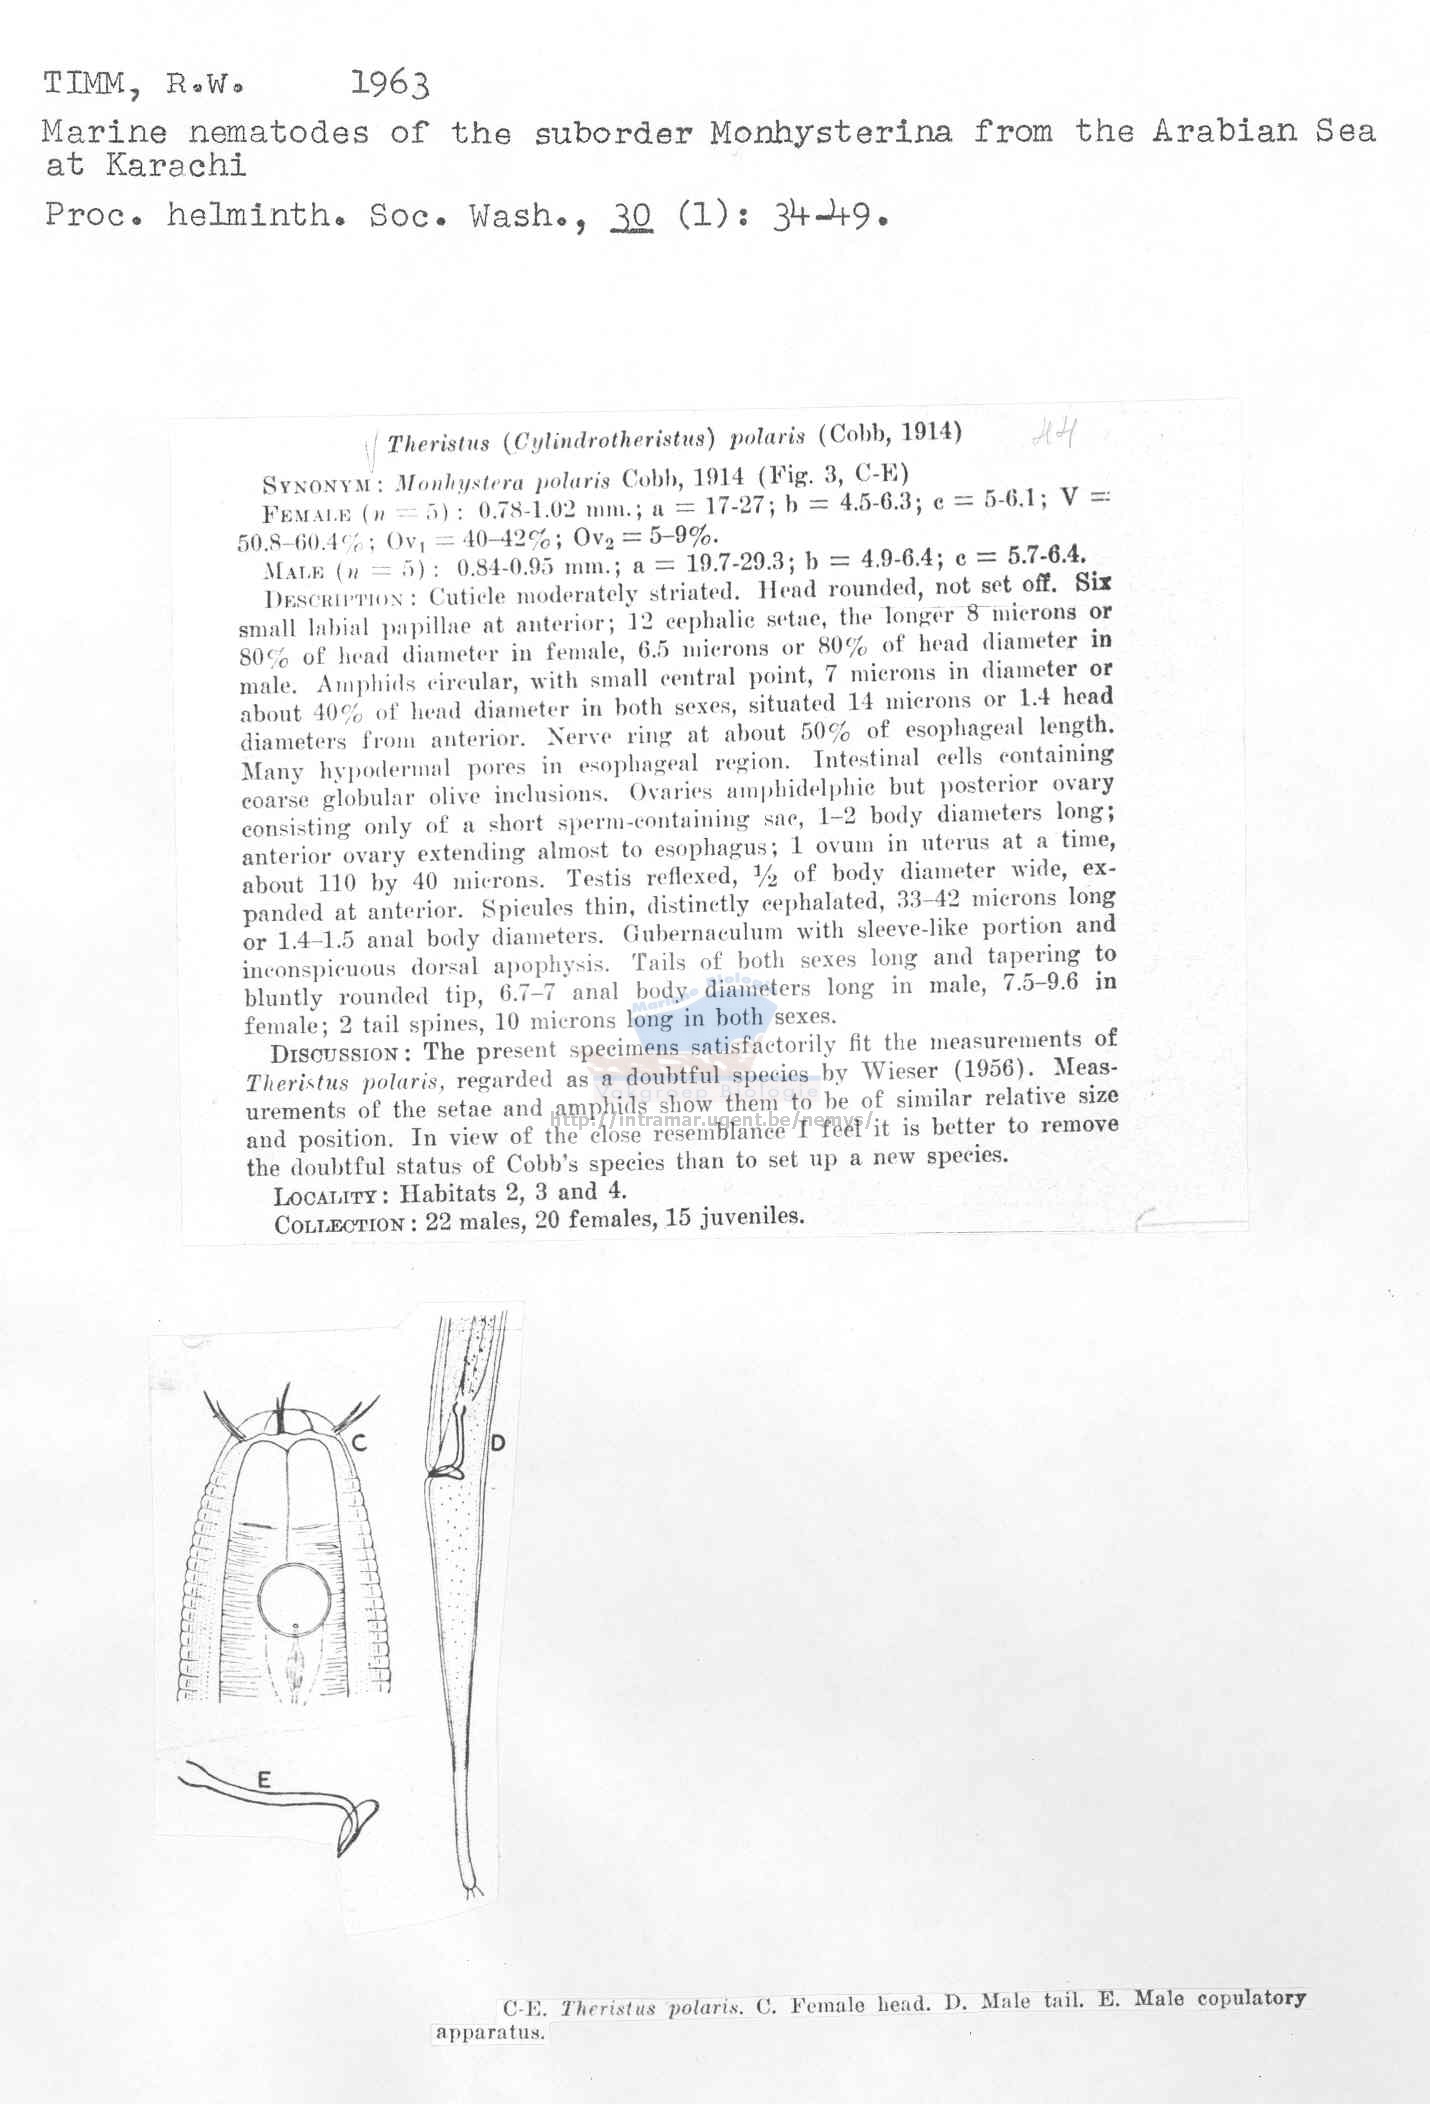 TIMM, R.W. 1963
Marine nematodes of the suborder Monhysterina from the Arabian Sea
at Karachi
Proc. helminth. Soc. Wash., 30 (1): 34-49.
Theristus (Cylindrotheristus) polaris (Cobb, 1914)
44
SYNONYM: Monhystera polaris Cobb, 1914 (Fig. 3, C-E)
FEMALE (n = 5): 0.78-1.02 mm.; a = 17-27; b = 4.5-6.3; c = 5-6.1; V =
50.8-60.4%; Ov1 = 40-42%; Ov2 = 5-9%.
MALE (n = 5): 0.84-0.95 mm.; a = 19.7-29.3; b = 4.9-6.4; c = 5.7-6.4.
DESCRIPTION: Cuticle moderately striated. Head rounded, not set off. Six
small labial papillae at anterior; 12 cephalic setae, the longer 8 microns or
80% of head diameter in female, 6.5 microns or 80% of head diameter in
male. Amphids circular, with small central point, 7 microns in diameter or
about 40% of head diameter in both sexes, situated 14 microns or 1.4 head
diameters from anterior. Nerve ring at about 50% of esophageal length.
Many hypodermal pores in esophageal region. Intestinal cells containing
coarse globular olive inclusions. Ovaries amphidelphic but posterior ovary
consisting only of a short sperm-containing sac, 1-2 body diameters long;
anterior ovary extending almost to esophagus; 1 ovum in uterus at a time,
about 110 by 40 microns. Testis reflexed, ½ of body diameter wide, ex-
panded at anterior. Spicules thin, distinctly cephalated, 33-42 microns long
or 1.4-1.5 anal body diameters. Gubernaculum with sleeve-like portion and
inconspicuous dorsal apophysis. Tails of both sexes long and tapering to
bluntly rounded tip, 6.7-7 anal body diameters long in male, 7.5-9.6 in
female; 2 tail spines, 10 microns long in both sexes.
DISCUSSION: The present specimens satisfactorily fit the measurements of
Theristus polaris, regarded as a doubtful species by Wieser (1956). Meas-
urements of the setae and amphids show them to be of similar relative size
and position. In view of the close resemblance I feel it is better to remove
the doubtful status of Cobb's species than to set up a new species.
LOCALITY: Habitats 2, 3 and 4.
COLLECTION: 22 males, 20 females, 15 juveniles.
Marine Biology
Vakgroep Biologie
http://intramar.ugent.be/nemys/
C
D
E
C-E. Theristus polaris. C. Female head. D. Male tail. E. Male copulatory
apparatus.